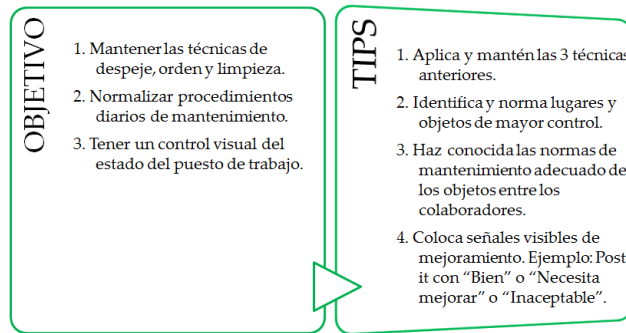 OBJETIVO
1. Mantener las técnicas de
despeje, orden y limpieza.
2. Normalizar procedimientos
diarios de mantenimiento.
3. Tener un control visual del
estado del puesto de trabajo.
TIPS
1. Aplica y mantén las 3 técnicas
anteriores.
2. Identifica y norma lugares y
objetos de mayor control.
3. Haz conocida las normas de
mantenimiento adecuado de
los objetos entre los
colaboradores.
4. Coloca señales visibles de
mejoramiento. Ejemplo: Post
it con “Bien” o “Necesita
mejorar” o “Inaceptable”.